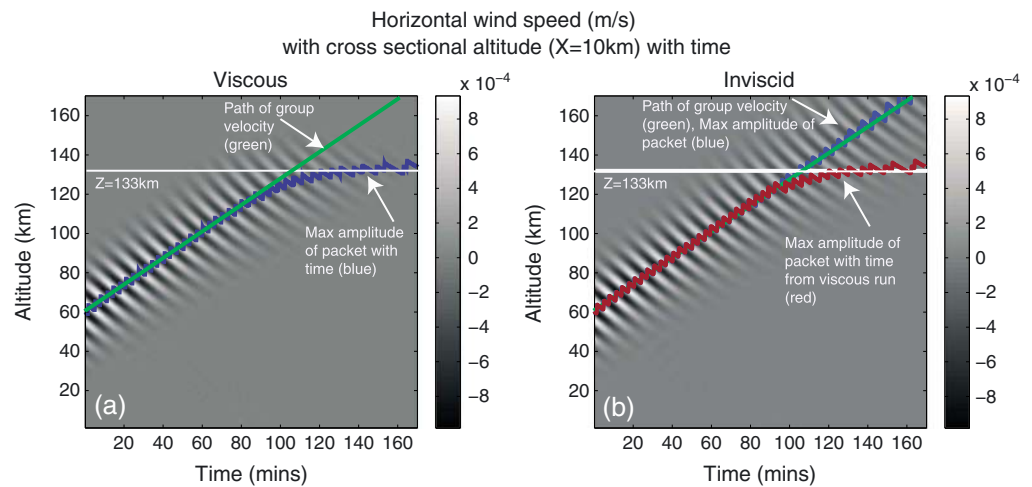 Horizontal wind speed (m/s)
with cross sectional altitude (X=10km) with time
Viscous
x 10⁻⁴
Path of group
velocity
(green)
Z=133km
Max amplitude
of packet with
time (blue)
(a)
Altitude (km)
160
140
120
100
80
60
40
20
20 40 60 80 100 120 140 160
Time (mins)
8
6
4
2
0
−2
−4
−6
−8
Inviscid
x 10⁻⁴
Path of group velocity
(green), Max amplitude of
packet (blue)
Z=133km
Max amplitude of
packet with time
from viscous run
(red)
(b)
Altitude (km)
160
140
120
100
80
60
40
20
20 40 60 80 100 120 140 160
Time (mins)
8
6
4
2
0
−2
−4
−6
−8